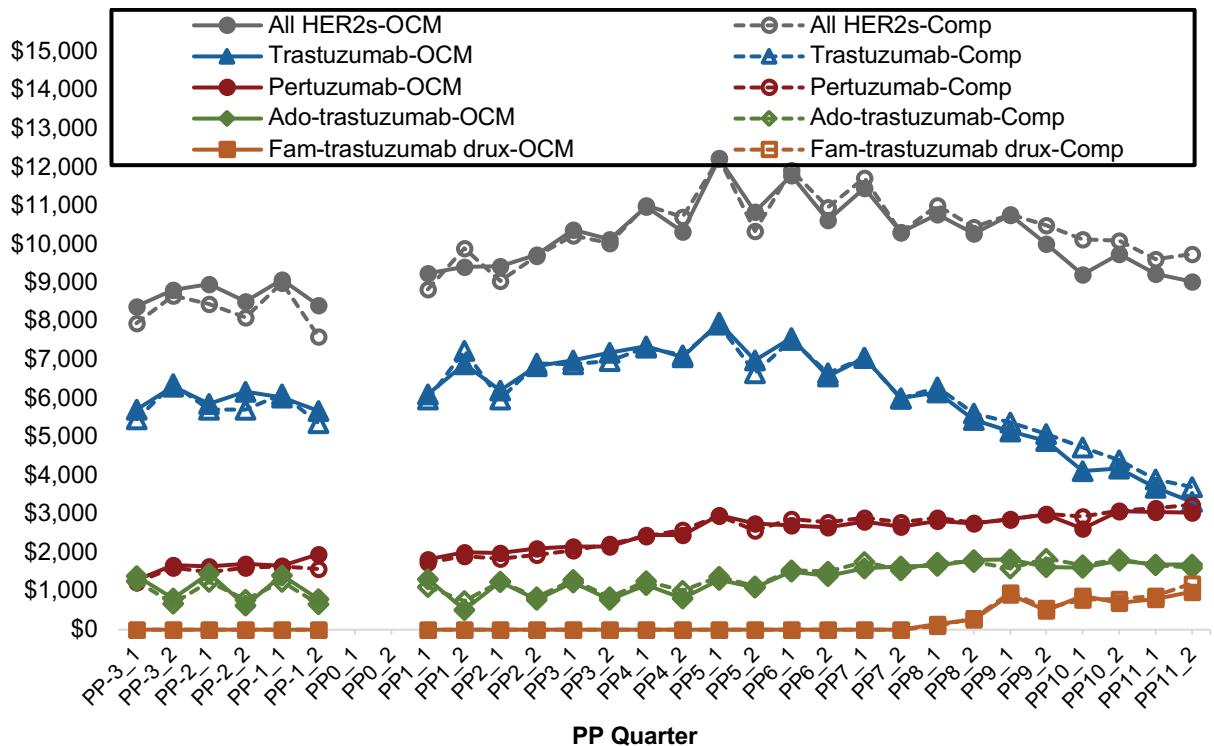 All HER2s-OCM All HER2s-Comp
Trastuzumab-OCM Trastuzumab-Comp
Pertuzumab-OCM Pertuzumab-Comp
Ado-trastuzumab-OCM Ado-trastuzumab-Comp
Fam-trastuzumab drux-OCM Fam-trastuzumab drux-Comp
$15,000
$14,000
$13,000
$12,000
$11,000
$10,000
$9,000
$8,000
$7,000
$6,000
$5,000
$4,000
$3,000
$2,000
$1,000
$0
PP-3_1
PP-3_2
PP-2_1
PP-2_2
PP-1_1
PP-1_2
PP0_1
PP0_2
PP1_1
PP1_2
PP2_1
PP2_2
PP3_1
PP3_2
PP4_1
PP4_2
PP5_1
PP5_2
PP6_1
PP6_2
PP7_1
PP7_2
PP8_1
PP8_2
PP9_1
PP9_2
PP10_1
PP10_2
PP11_1
PP11_2
PP Quarter